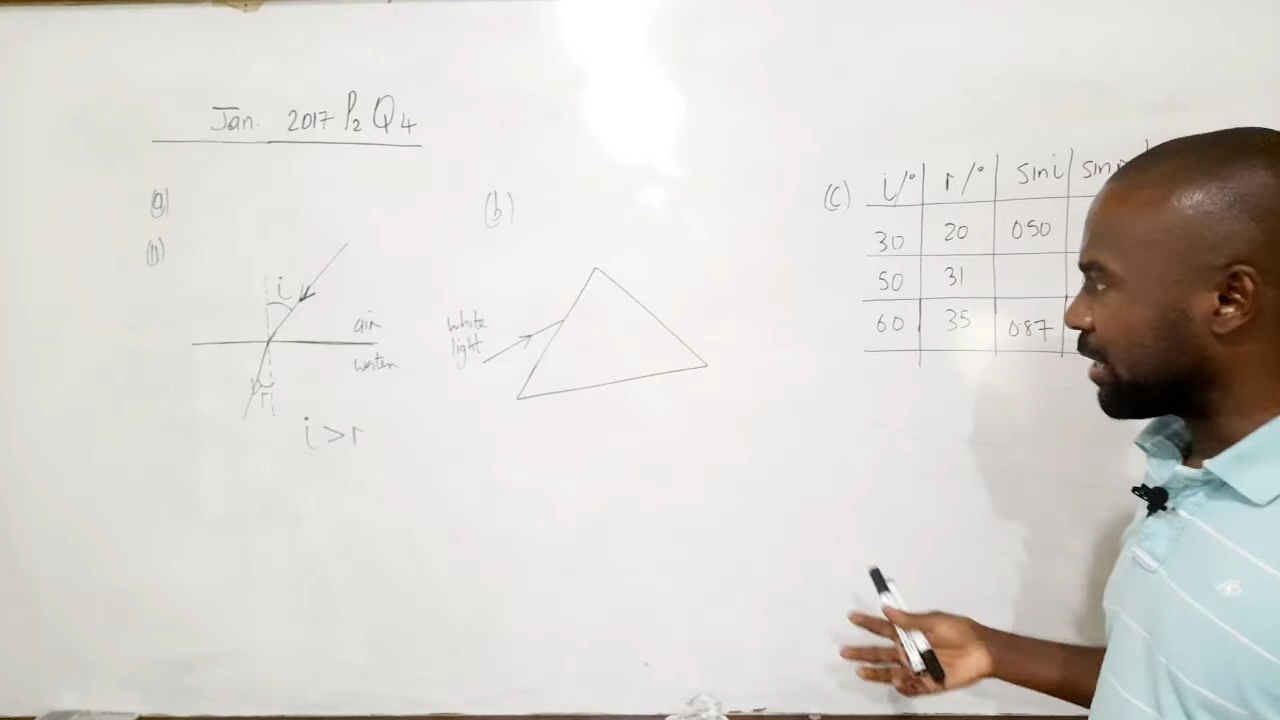 Jan. 2017 P2 Q4
(a)
(ii)
i
air
water
r
i > r
(b)
white
light
(c)
i/° r/° sin i sin
30 20 0.50
50 31
60 35 0.87